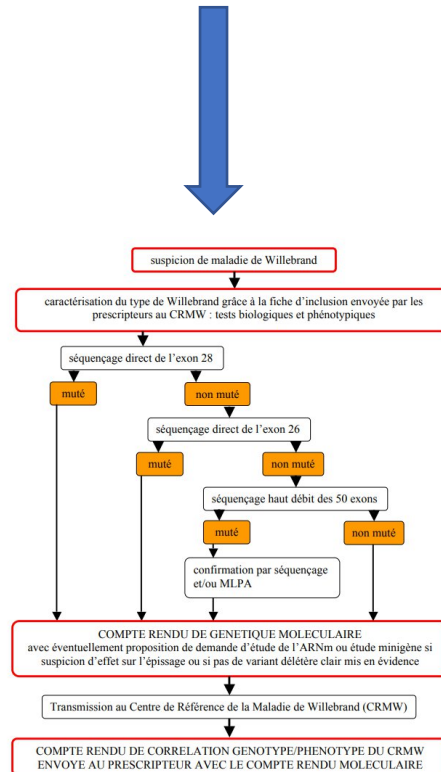 suspicion de maladie de Willebrand
caractérisation du type de Willebrand grâce à la fiche d'inclusion envoyée par les
prescripteurs au CRMW : tests biologiques et phénotypiques
séquençage direct de l'exon 28
muté
non muté
séquençage direct de l'exon 26
muté
non muté
séquençage haut débit des 50 exons
muté
non muté
confirmation par séquençage
et/ou MLPA
COMPTE RENDU DE GENETIQUE MOLECULAIRE
avec éventuellement proposition de demande d'étude de l'ARNm ou étude minigène si
suspicion d'effet sur l'épissage ou si pas de variant délétère clair mis en évidence
Transmission au Centre de Référence de la Maladie de Willebrand (CRMW)
COMPTE RENDU DE CORRELATION GENOTYPE/PHENOTYPE DU CRMW
ENVOYE AU PRESCRIPTEUR AVEC LE COMPTE RENDU MOLECULAIRE